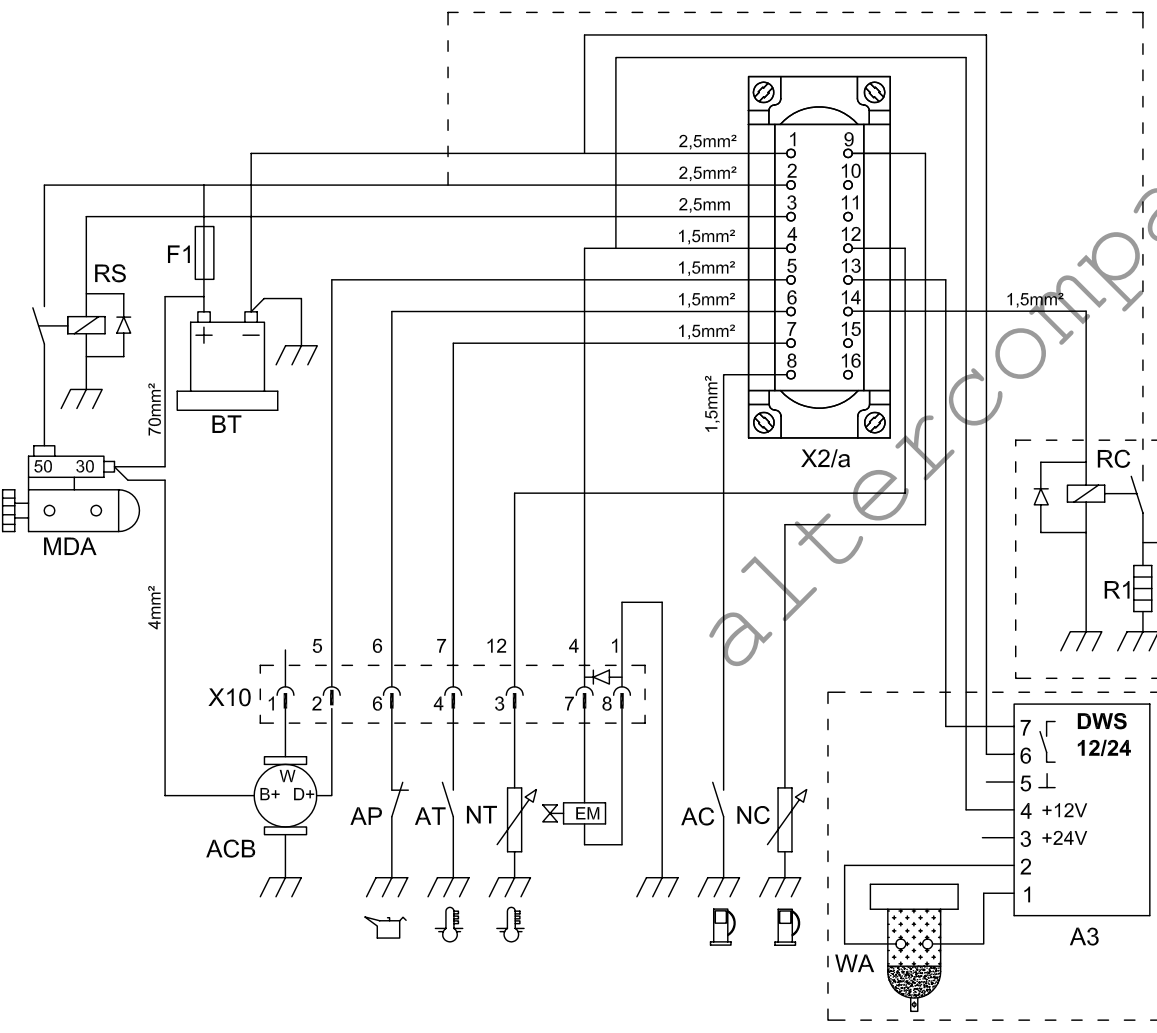 2,5mm²
1
9
2,5mm²
2
10
2,5mm
3
11
1,5mm²
4
12
F1
1,5mm²
5
13
RS
1,5mm²
6
14
1,5mm²
1,5mm²
7
15
8
16
+
−
BT
70mm²
1,5mm²
X2/a
50
30
RC
MDA
R1
4mm²
altercompa
5
6
7
12
4
1
X10
1
2
6
4
3
7
8
7
DWS
12/24
6
5
4
+12V
3
+24V
2
1
A3
W
B+
D+
ACB
AP
AT
NT
EM
AC
NC
WA